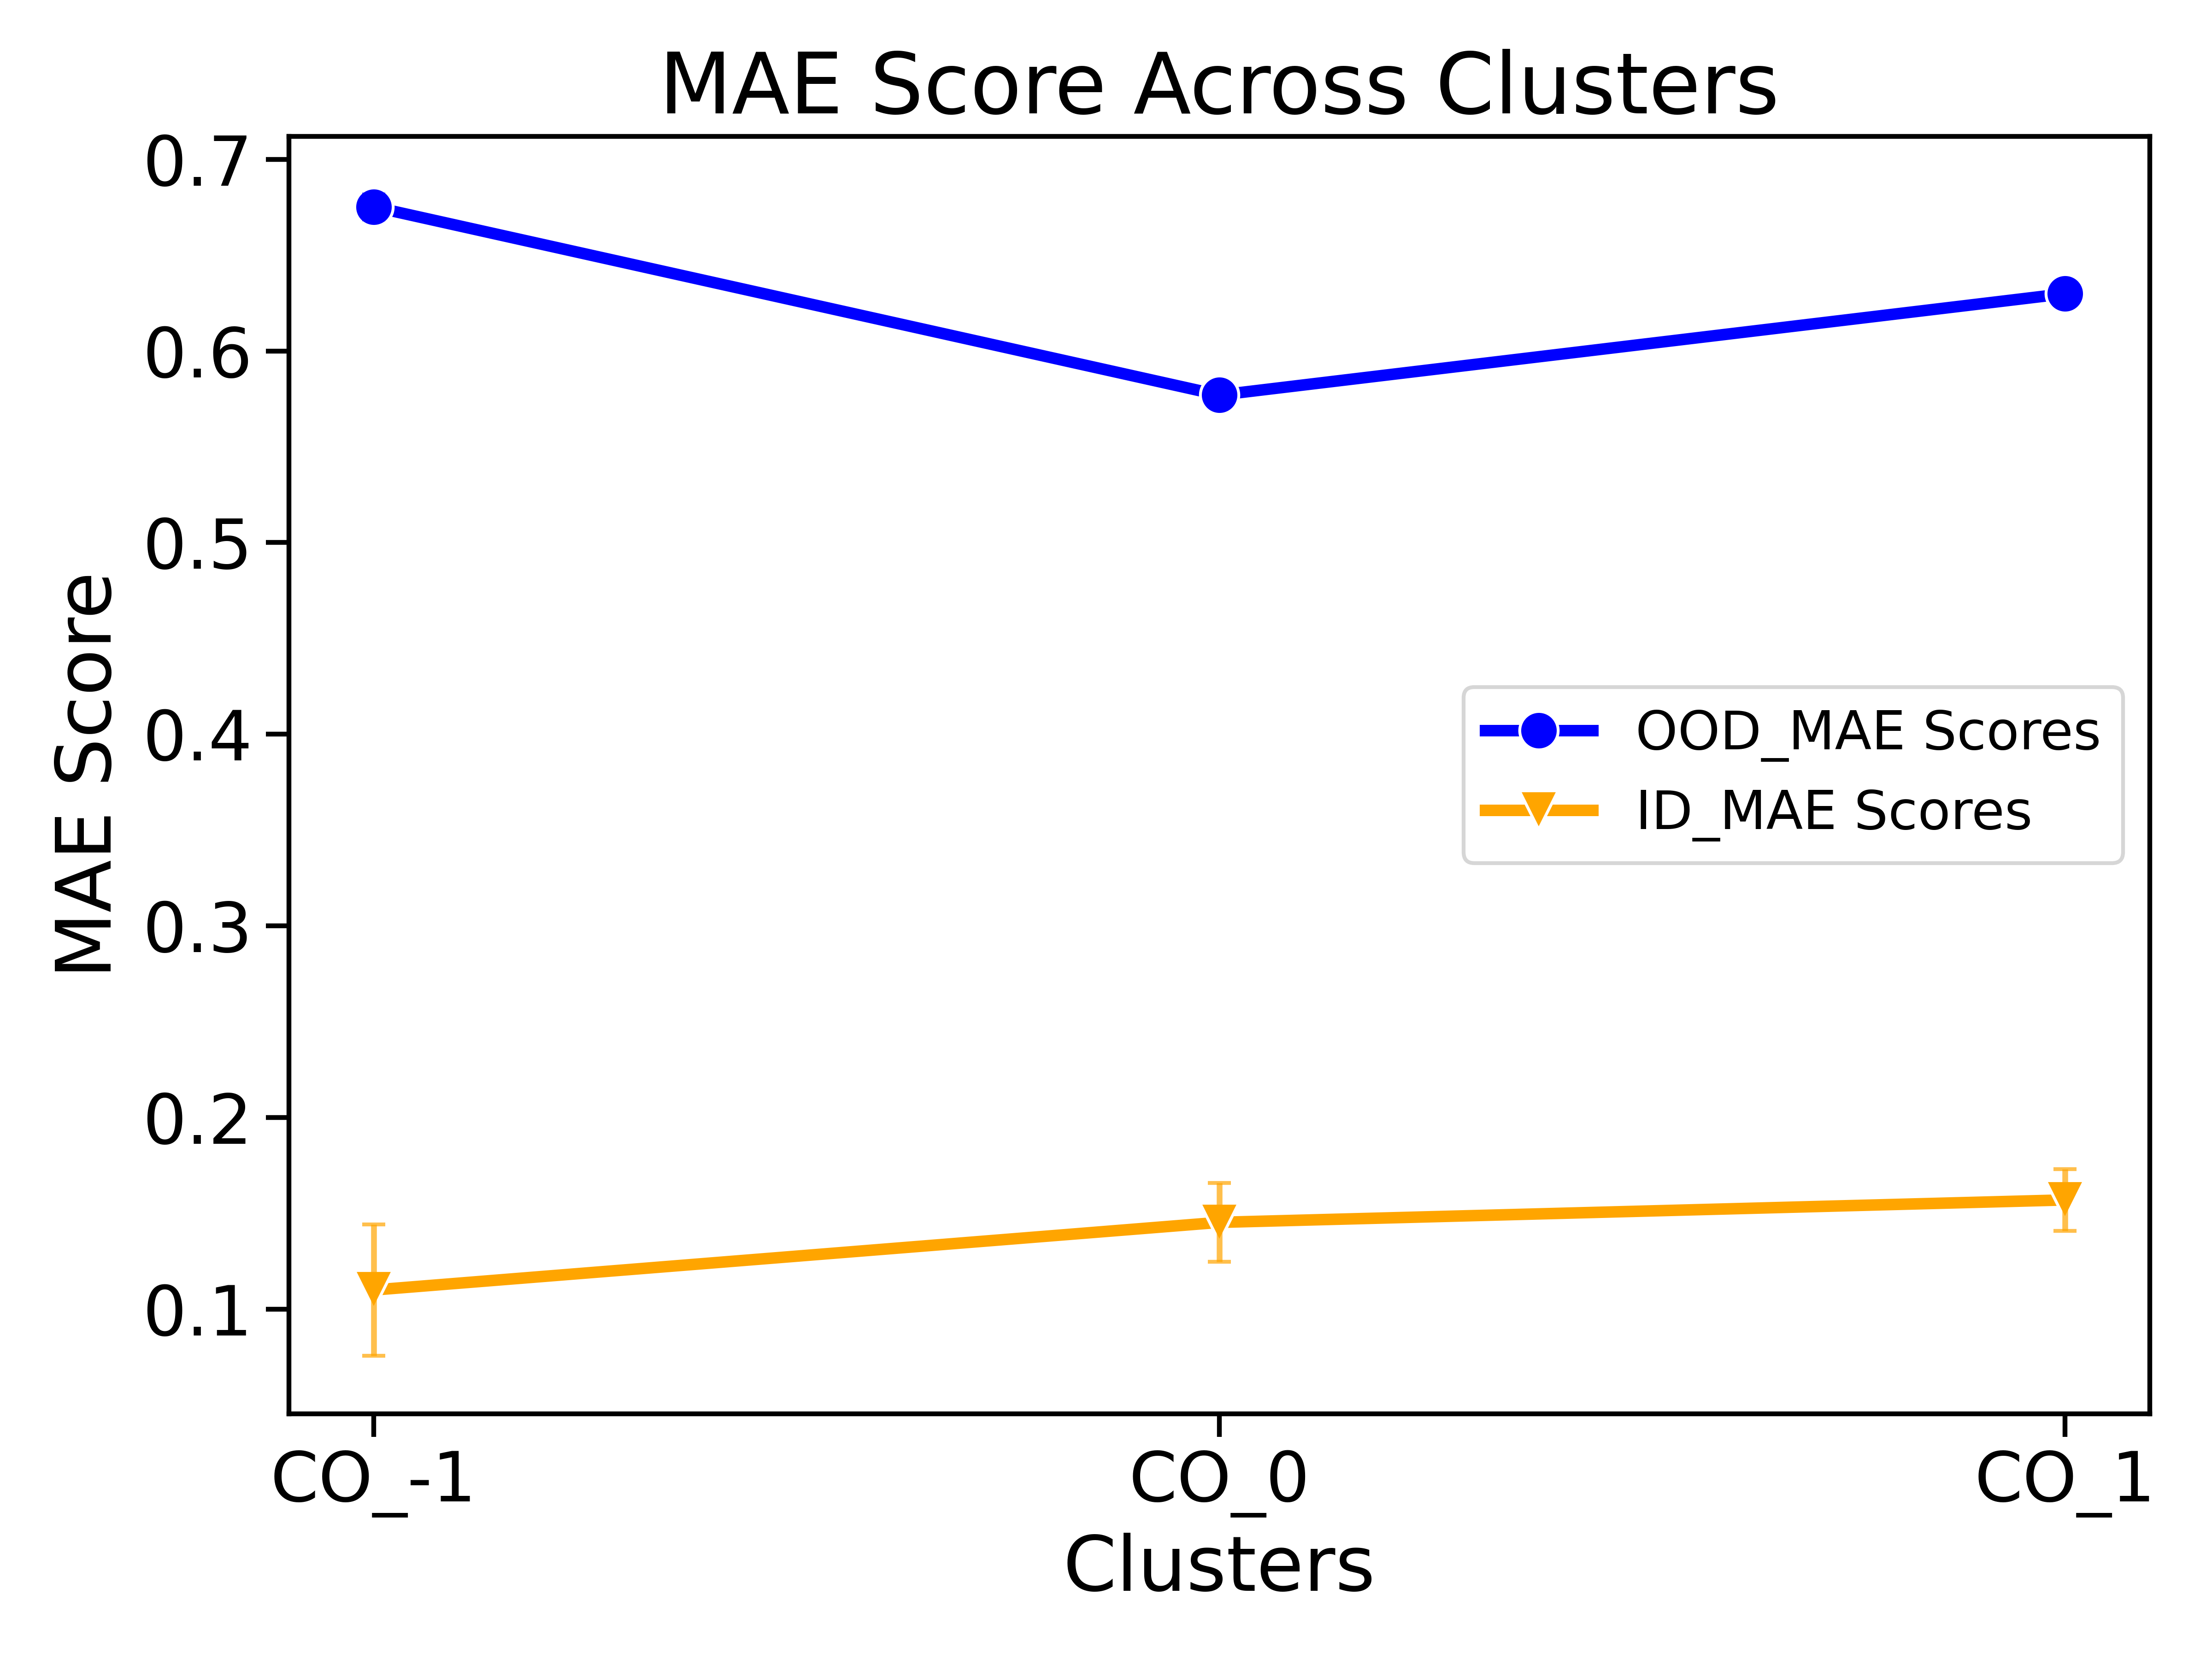 MAE Score Across Clusters
MAE Score
0.7
0.6
0.5
0.4
0.3
0.2
0.1
OOD_MAE Scores
ID_MAE Scores
CO_-1
CO_0
CO_1
Clusters